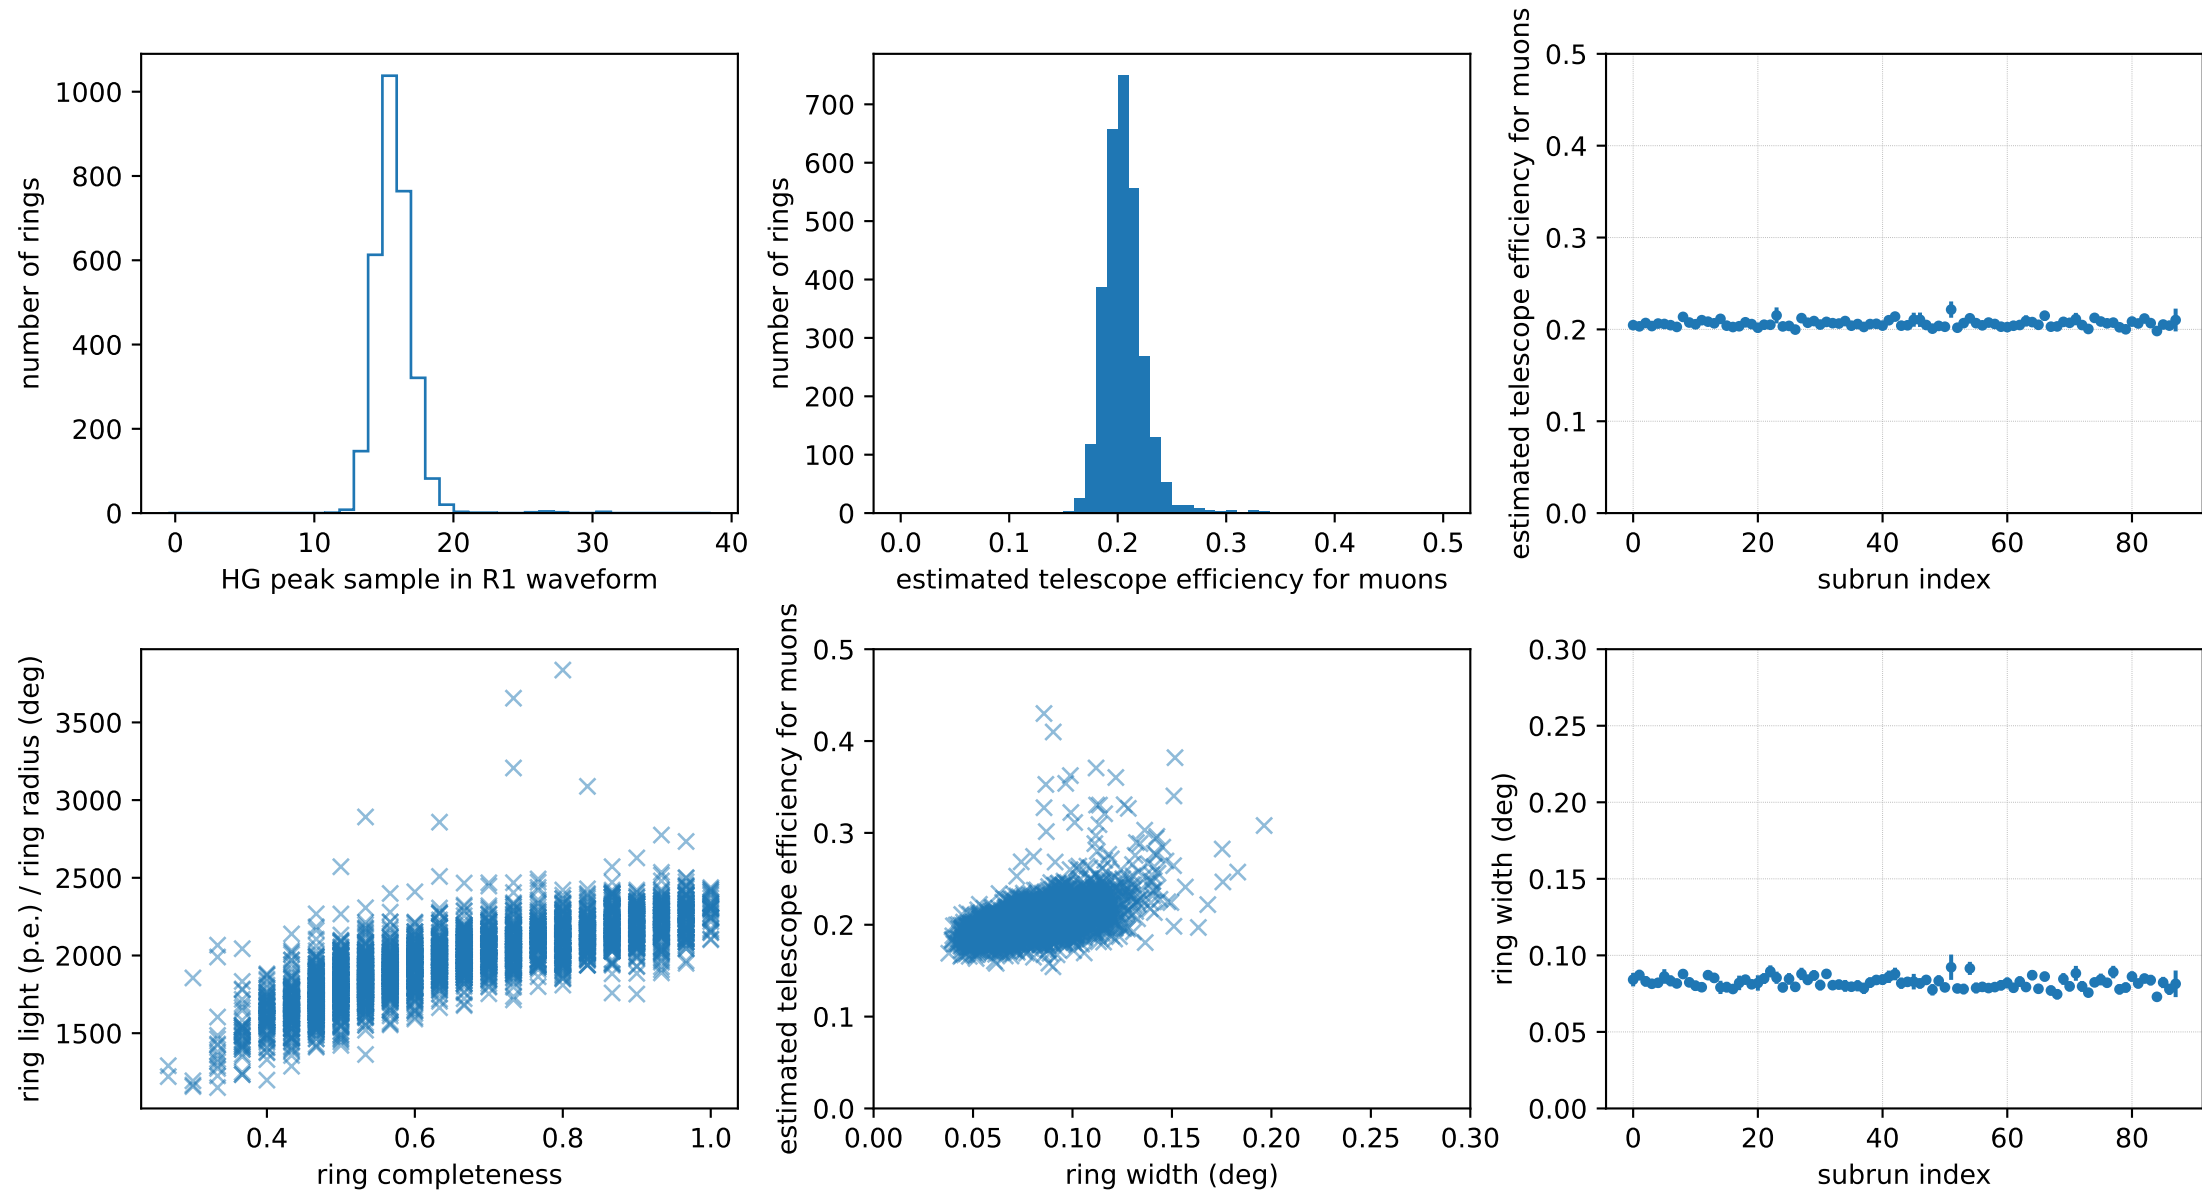 number of rings
1000
800
600
400
200
0
0 10 20 30 40
HG peak sample in R1 waveform
number of rings
700
600
500
400
300
200
100
0
0.0 0.1 0.2 0.3 0.4 0.5
estimated telescope efficiency for muons
estimated telescope efficiency for muons
0.5
0.4
0.3
0.2
0.1
0.0
0 20 40 60 80
subrun index
ring light (p.e.) / ring radius (deg)
3500
3000
2500
2000
1500
0.4 0.6 0.8 1.0
ring completeness
estimated telescope efficiency for muons
0.5
0.4
0.3
0.2
0.1
0.0
0.00 0.05 0.10 0.15 0.20 0.25 0.30
ring width (deg)
ring width (deg)
0.30
0.25
0.20
0.15
0.10
0.05
0.00
0 20 40 60 80
subrun index